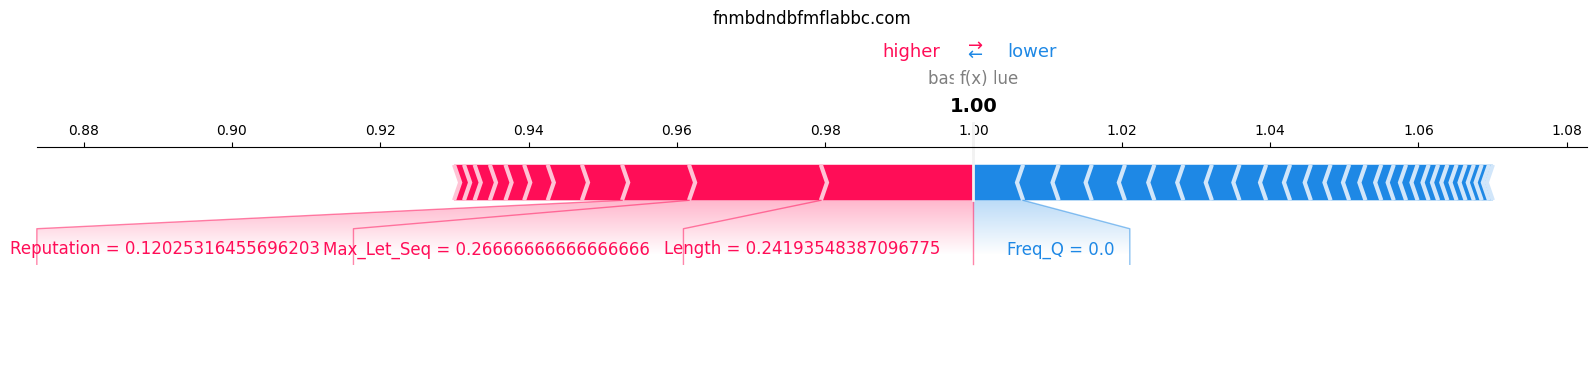 fnmbdndbfmflabbc.com
higher → ← lower
bas f(x) lue
1.00
0.88 0.90 0.92 0.94 0.96 0.98 1.00 1.02 1.04 1.06 1.08
Reputation = 0.12025316455696203 Max_Let_Seq = 0.26666666666666666 Length = 0.24193548387096775 Freq_Q = 0.0